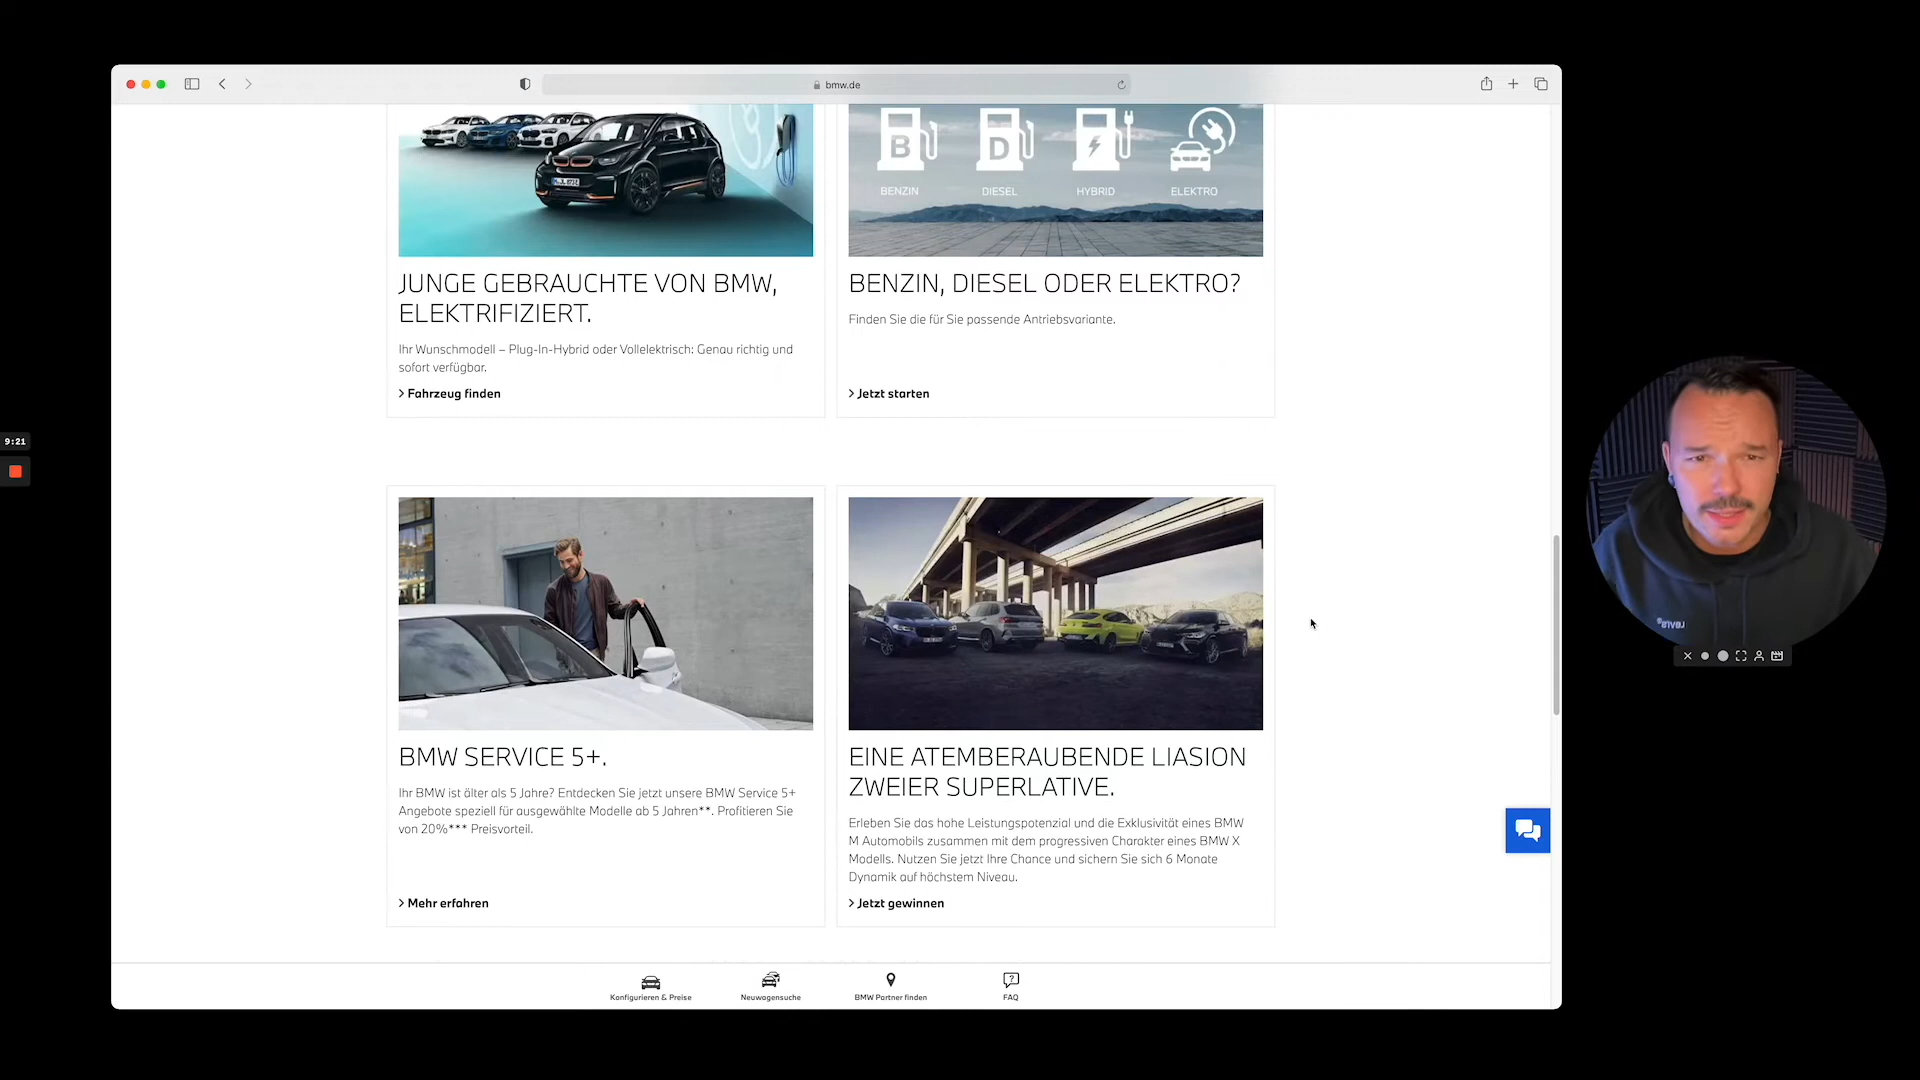 bmw.de
B
D
BENZIN
DIESEL
HYBRID
ELEKTRO
JUNGE GEBRAUCHTE VON BMW,
ELEKTRIFIZIERT.
Ihr Wunschmodell – Plug-In-Hybrid oder Vollelektrisch: Genau richtig und
sofort verfügbar.
Fahrzeug finden
BENZIN, DIESEL ODER ELEKTRO?
Finden Sie die für Sie passende Antriebsvariante.
Jetzt starten
9:21
BMW SERVICE 5+.
Ihr BMW ist älter als 5 Jahre? Entdecken Sie jetzt unsere BMW Service 5+
Angebote speziell für ausgewählte Modelle ab 5 Jahren**. Profitieren Sie
von 20%*** Preisvorteil.
Mehr erfahren
EINE ATEMBERAUBENDE LIASION
ZWEIER SUPERLATIVE.
Erleben Sie das hohe Leistungspotenzial und die Exklusivität eines BMW
M Automobils zusammen mit dem progressiven Charakter eines BMW X
Modells. Nutzen Sie jetzt Ihre Chance und sichern Sie sich 6 Monate
Dynamik auf höchstem Niveau.
Jetzt gewinnen
Konfigurieren & Preise
Neuwagensuche
BMW Partner finden
FAQ